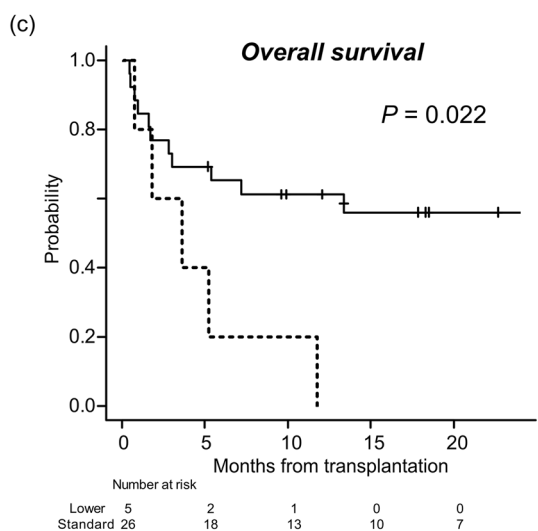 (c)
Overall survival
P = 0.022
Probability
1.0
0.8
0.4
0.2
0.0
0 5 10 15 20
Months from transplantation
Number at risk
Lower 5 2 1 0 0
Standard 26 18 13 10 7